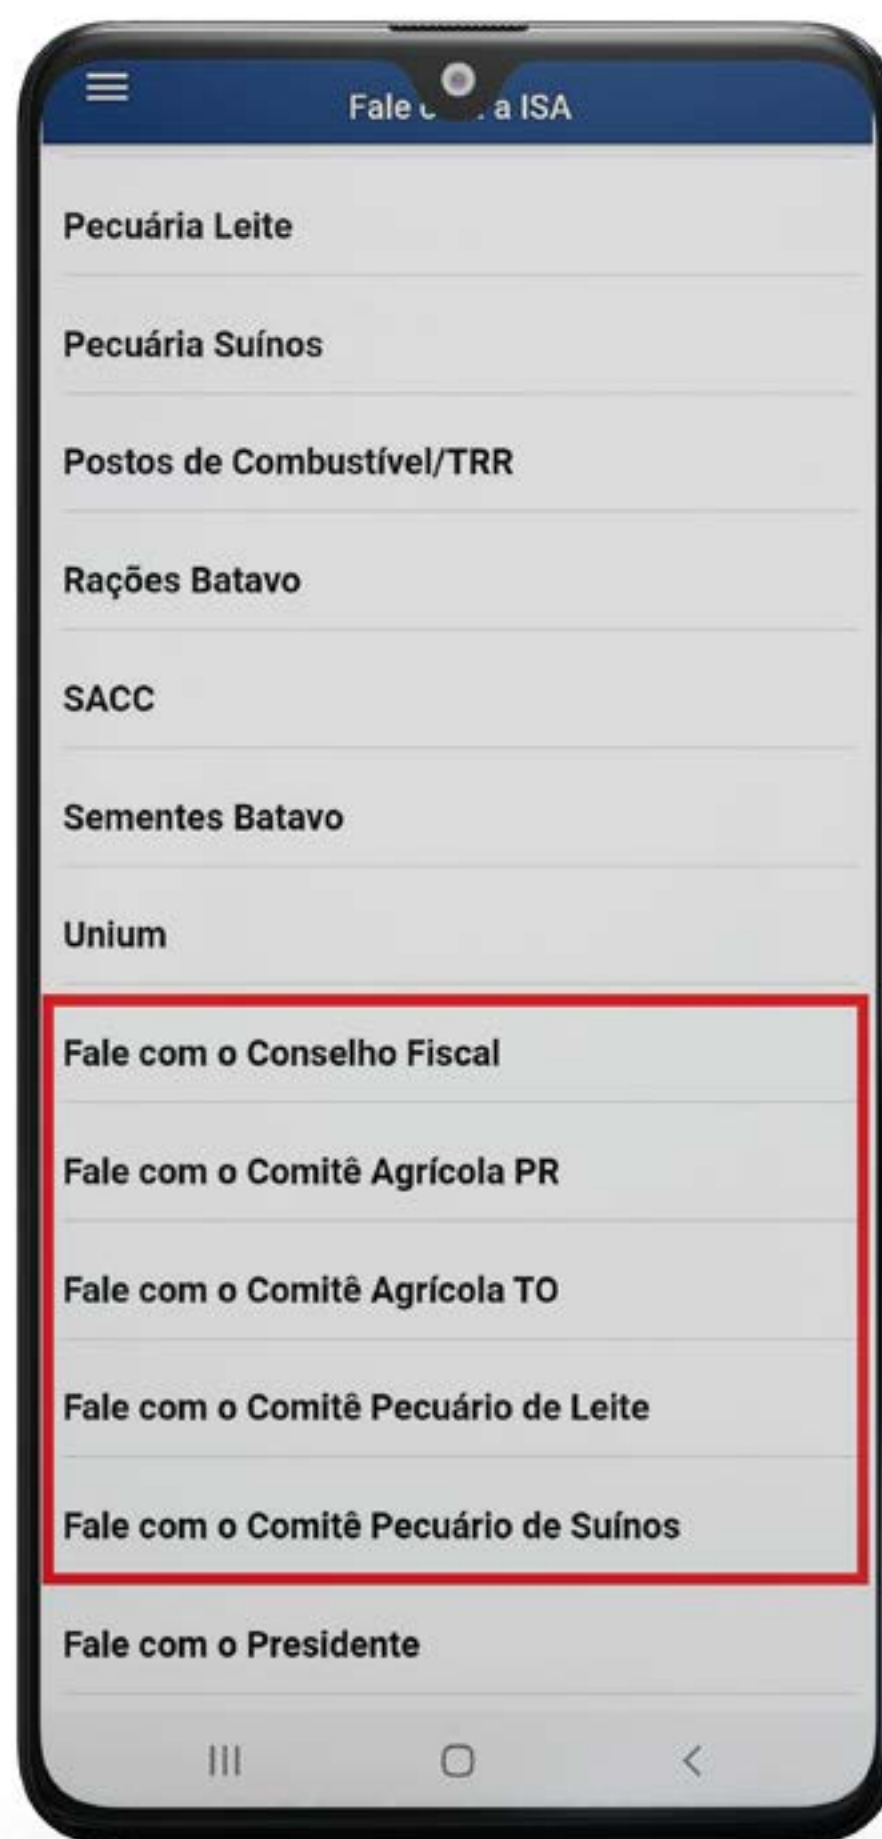 Fale a ISA
Pecuária Leite
Pecuária Suínos
Postos de Combustível/TRR
Rações Batavo
SACC
Sementes Batavo
Unium
Fale com o Conselho Fiscal
Fale com o Comitê Agrícola PR
Fale com o Comitê Agrícola TO
Fale com o Comitê Pecuário de Leite
Fale com o Comitê Pecuário de Suínos
Fale com o Presidente